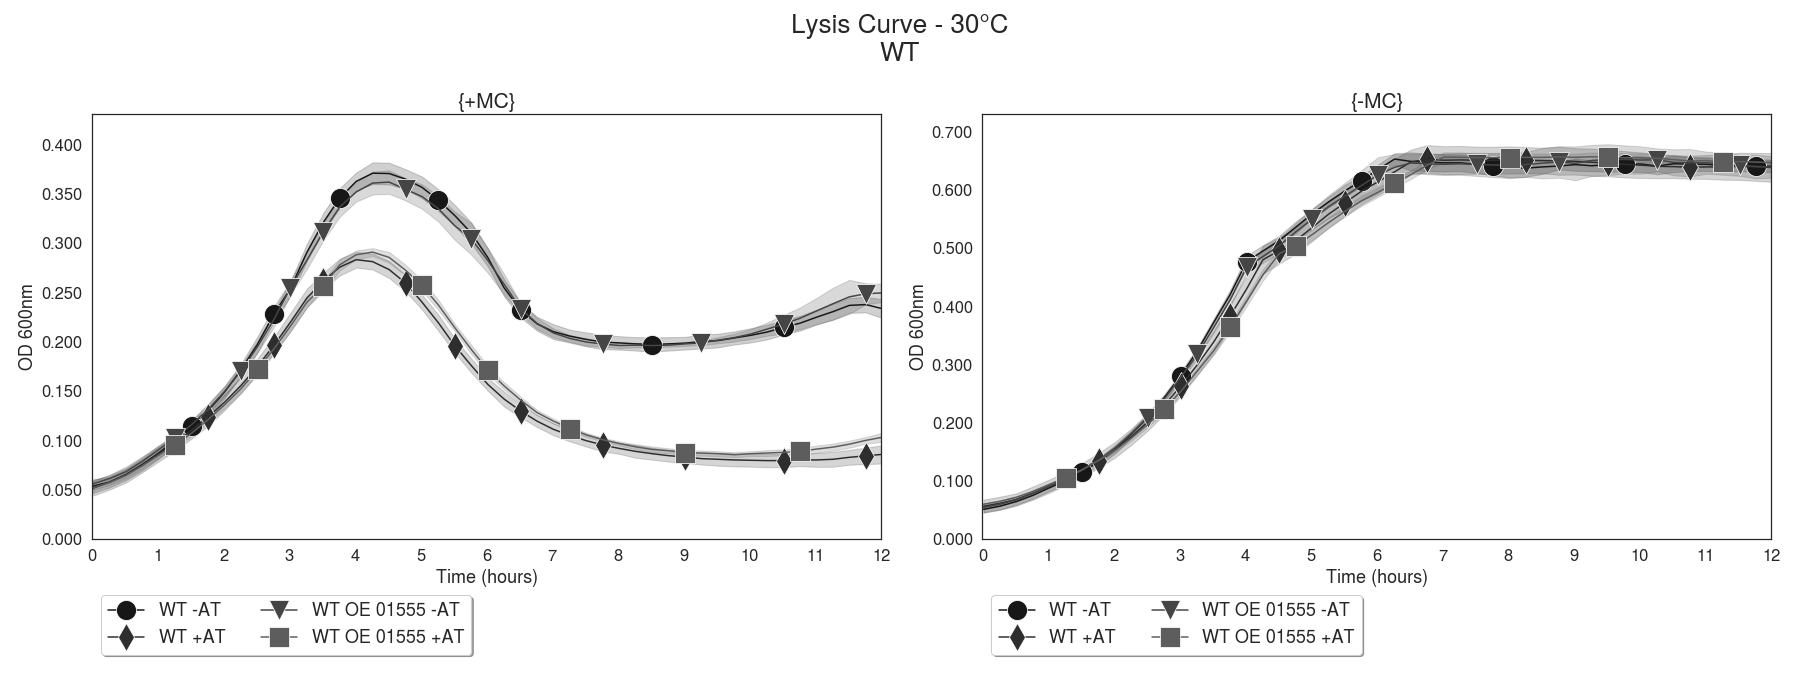 Lysis Curve - 30°C
WT
{+MC}
{-MC}
OD 600nm
0.400
0.350
0.300
0.250
0.200
0.150
0.100
0.050
0.000
0 1 2 3 4 5 6 7 8 9 10 11 12
Time (hours)
WT -AT
WT OE 01555 -AT
WT +AT
WT OE 01555 +AT
OD 600nm
0.700
0.600
0.500
0.400
0.300
0.200
0.100
0.000
0 1 2 3 4 5 6 7 8 9 10 11 12
Time (hours)
WT -AT
WT OE 01555 -AT
WT +AT
WT OE 01555 +AT